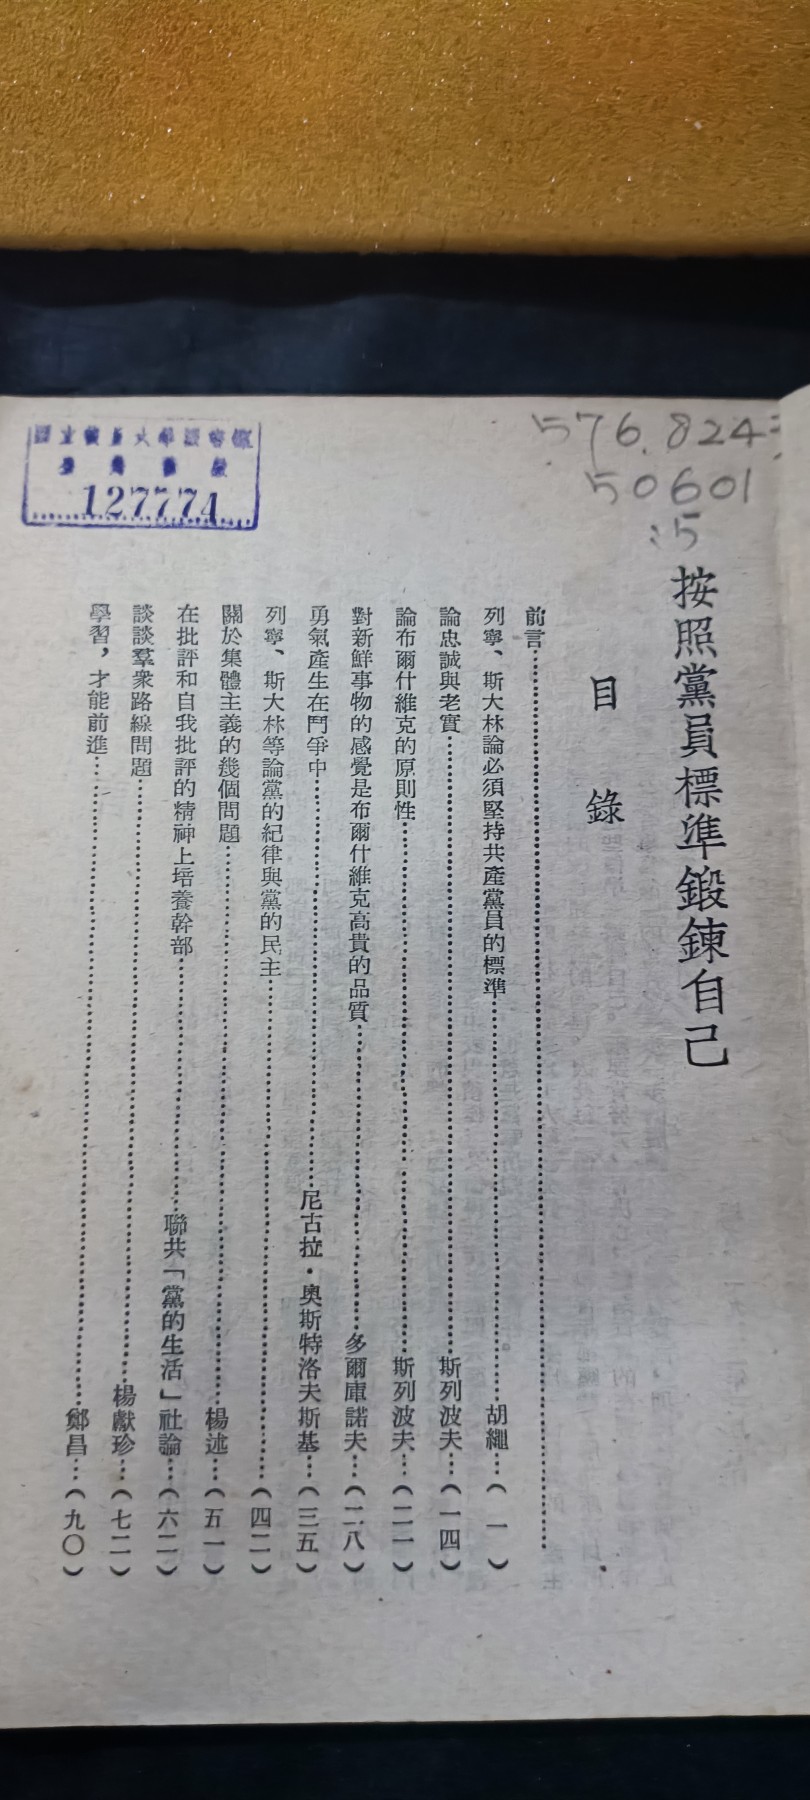 576.824
50601
:5
127774
按照黨員標準鍛鍊自己
目錄
前言………
列寧、斯大林論必須堅持共產黨員的標準………胡繩…（一）
論忠誠與老實………斯列波夫…（一四）
論布爾什維克的原則性………斯列波夫…（二一）
對新鮮事物的感覺是布爾什維克高貴的品質………多爾庫諾夫…（二八）
勇氣產生在鬥爭中………尼古拉·奧斯特洛夫斯基…（三五）
列寧、斯大林等論黨的紀律與黨的民主………（四二）
關於集體主義的幾個問題………楊述…（五一）
在批評和自我批評的精神上培養幹部………聯共「黨的生活」社論…（六二）
談談羣衆路線問題………楊獻珍…（七二）
學習，才能前進………鄭昌…（九〇）